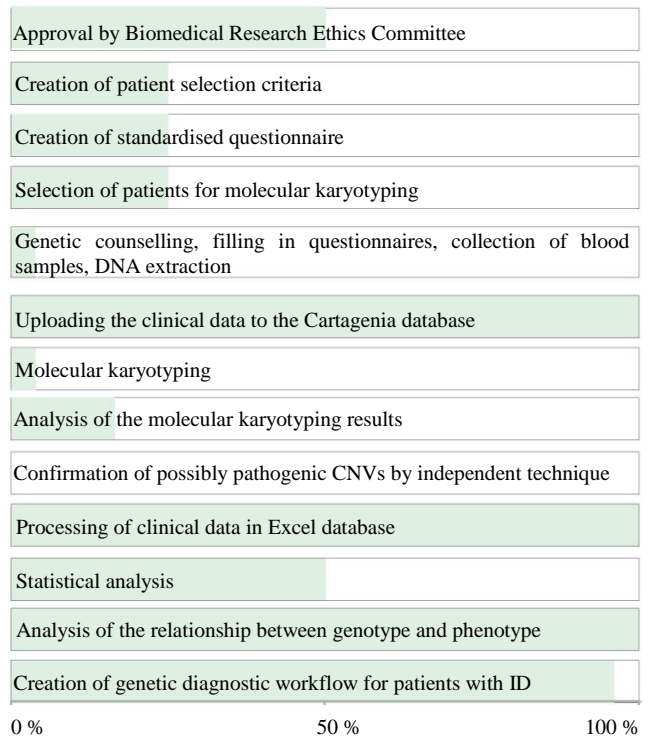 Approval by Biomedical Research Ethics Committee
Creation of patient selection criteria
Creation of standardised questionnaire
Selection of patients for molecular karyotyping
Genetic counselling, filling in questionnaires, collection of blood
samples, DNA extraction
Uploading the clinical data to the Cartagenia database
Molecular karyotyping
Analysis of the molecular karyotyping results
Confirmation of possibly pathogenic CNVs by independent technique
Processing of clinical data in Excel database
Statistical analysis
Analysis of the relationship between genotype and phenotype
Creation of genetic diagnostic workflow for patients with ID
0 % 50 % 100 %